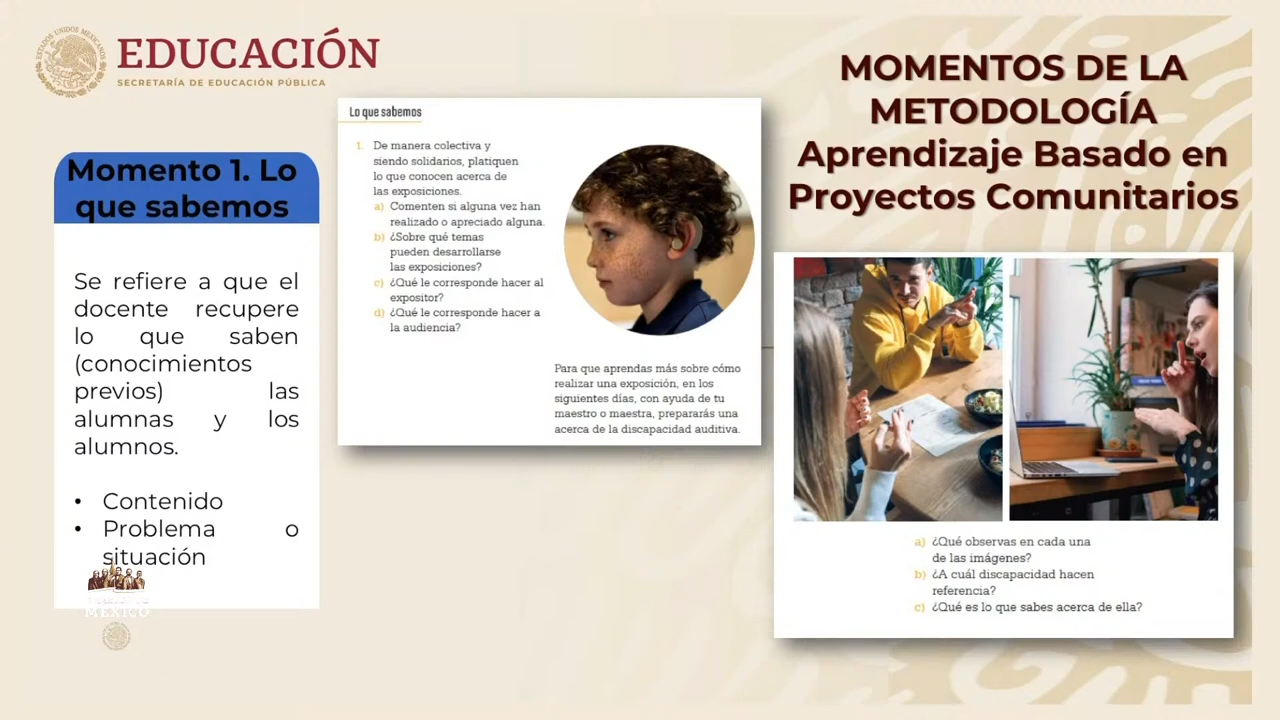 EDUCACIÓN
SECRETARÍA DE EDUCACIÓN PÚBLICA
MOMENTOS DE LA
METODOLOGÍA
Aprendizaje Basado en
Proyectos Comunitarios
Momento 1. Lo
que sabemos
Se refiere a que el
docente recupere
lo que saben
(conocimientos
previos) las
alumnas y los
alumnos.
• Contenido
• Problema o
situación
MÉXICO
Lo que sabemos
1. De manera colectiva y
siendo solidarios, platiquen
lo que conocen acerca de
las exposiciones.
a) Comenten si alguna vez han
realizado o apreciado alguna.
b) ¿Sobre qué temas
pueden desarrollarse
las exposiciones?
c) ¿Qué le corresponde hacer al
expositor?
d) ¿Qué le corresponde hacer a
la audiencia?
Para que aprendas más sobre cómo
realizar una exposición, en los
siguientes días, con ayuda de tu
maestro o maestra, prepararás una
acerca de la discapacidad auditiva.
a) ¿Qué observas en cada una
de las imágenes?
b) ¿A cuál discapacidad hacen
referencia?
c) ¿Qué es lo que sabes acerca de ella?